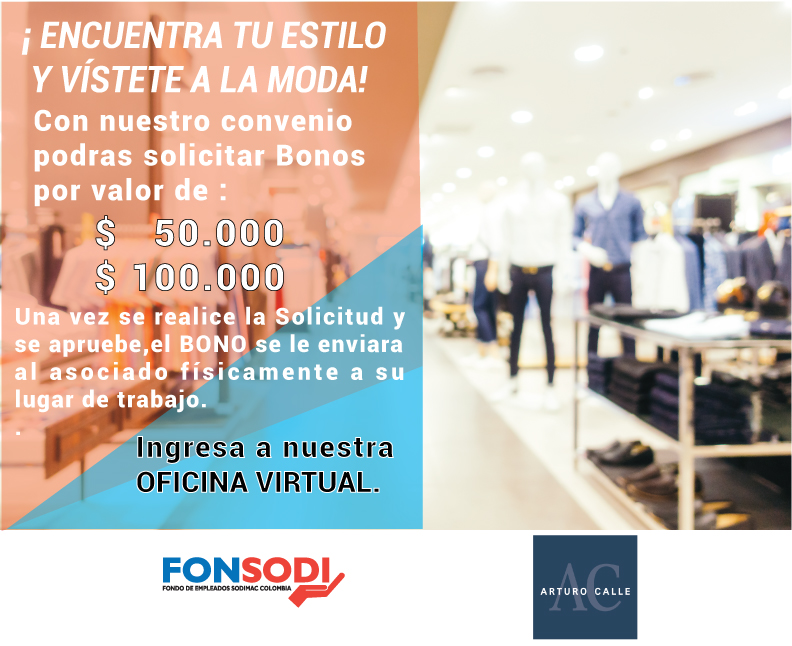 ¡ ENCUENTRA TU ESTILO
Y VÍSTETE A LA MODA!
Con nuestro convenio
podras solicitar Bonos
por valor de :
$ 50.000
$ 100.000
Una vez se realice la Solicitud y
se apruebe,el BONO se le enviara
al asociado físicamente a su
lugar de trabajo.
.
Ingresa a nuestra
OFICINA VIRTUAL.
FONSODI
FONDO DE EMPLEADOS SODIMAC COLOMBIA
AC
ARTURO CALLE